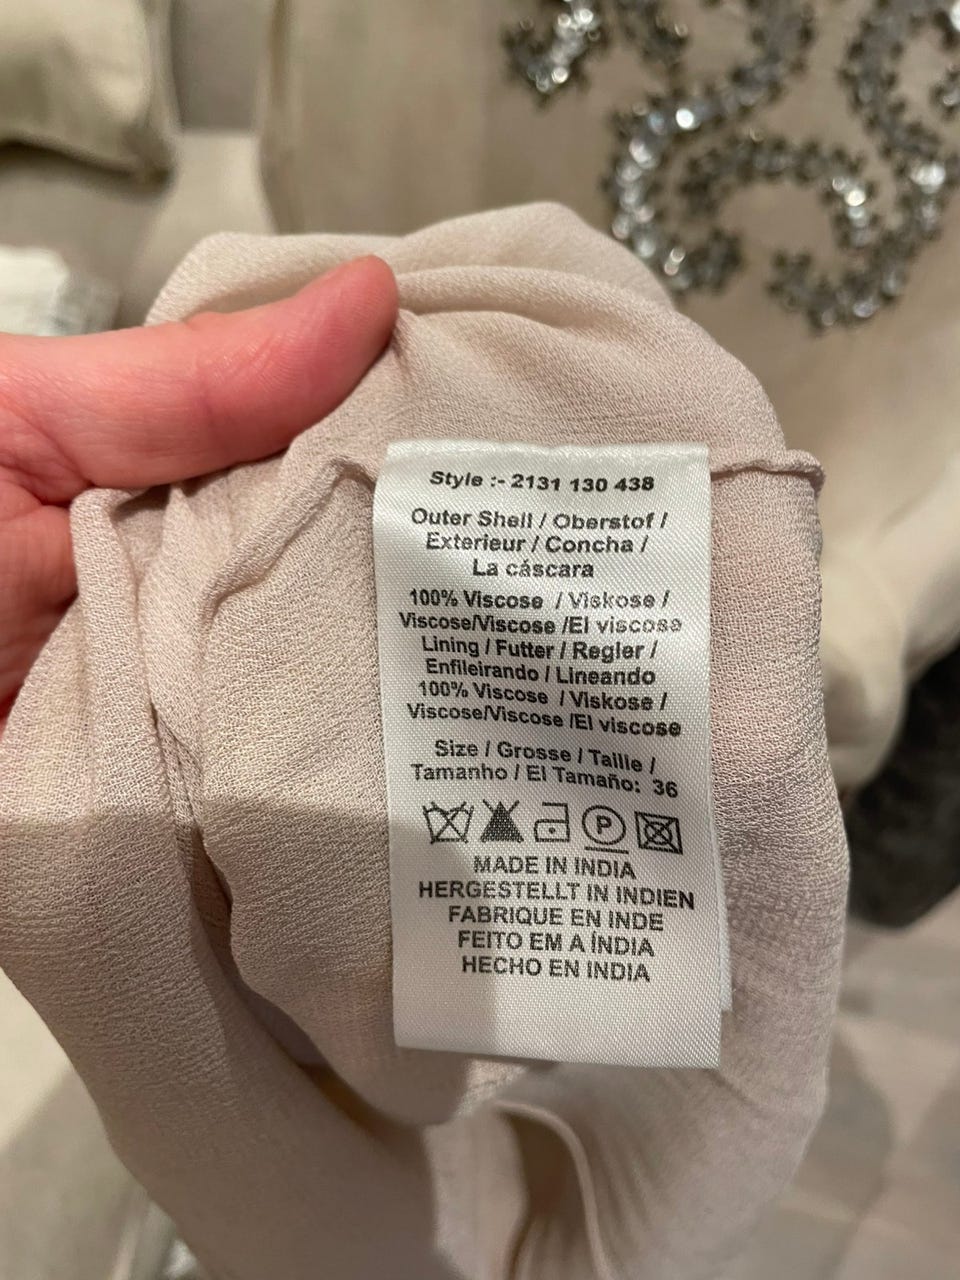 Style :- 2131 130 438
Outer Shell / Oberstof /
Exterieur / Concha /
La cáscara
100% Viscose / Viskose /
Viscose/Viscose /El viscose
Lining / Futter / Regler /
Enfileirando / Lineando
100% Viscose / Viskose /
Viscose/Viscose /El viscose
Size / Grosse / Taille /
Tamanho / El Tamaño: 36
P
MADE IN INDIA
HERGESTELLT IN INDIEN
FABRIQUE EN INDE
FEITO EM A ÍNDIA
HECHO EN INDIA